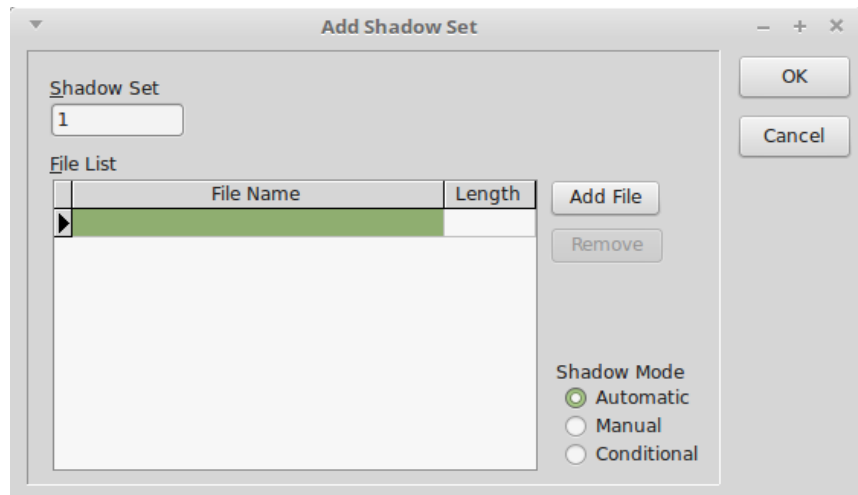 Add Shadow Set
OK
Cancel
Shadow Set
1
File List
File Name Length
Add File
Remove
Shadow Mode
Automatic
Manual
Conditional